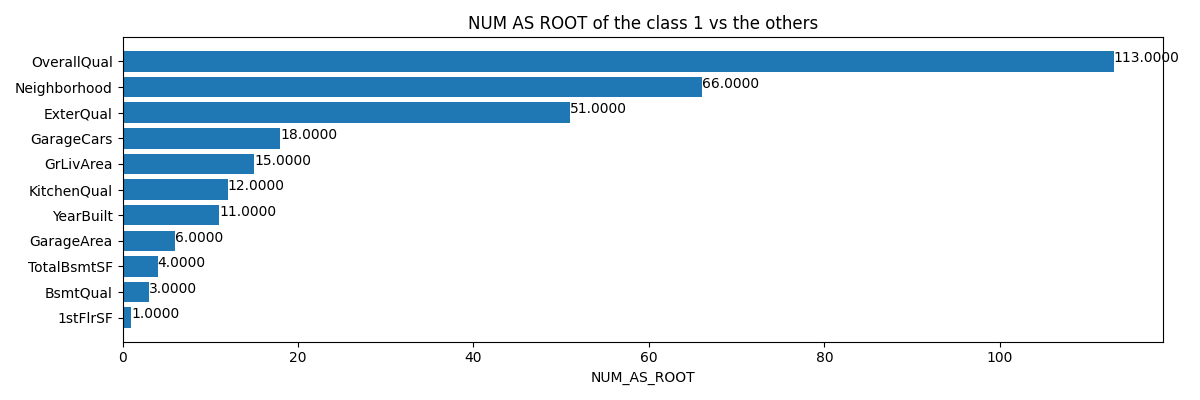 NUM AS ROOT of the class 1 vs the others
OverallQual 113.0000
Neighborhood 66.0000
ExterQual 51.0000
GarageCars 18.0000
GrLivArea 15.0000
KitchenQual 12.0000
YearBuilt 11.0000
GarageArea 6.0000
TotalBsmtSF 4.0000
BsmtQual 3.0000
1stFlrSF 1.0000
0 20 40 60 80 100
NUM_AS_ROOT